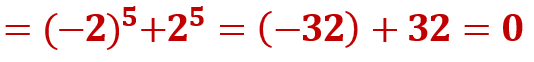 = (−2)⁵+2⁵ = (−32) + 32 = 0